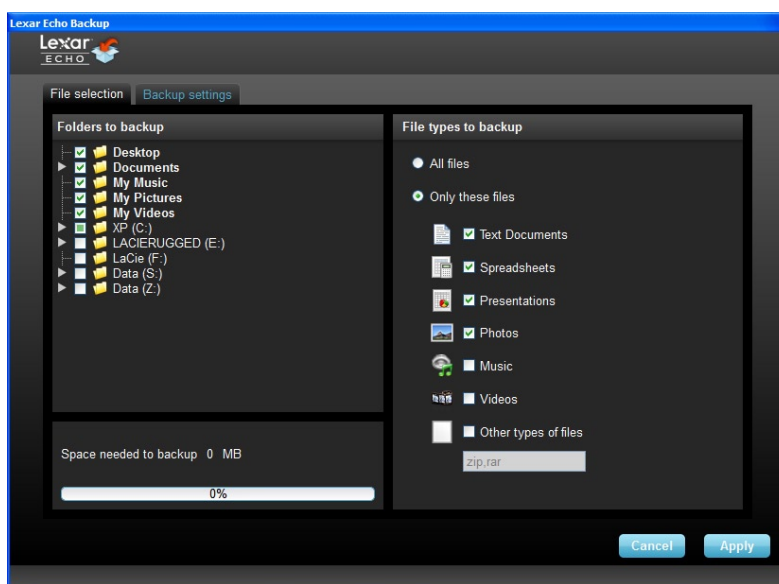 Lexar Echo Backup
Lexar
ECHO
File selection
Backup settings
Folders to backup
Desktop
Documents
My Music
My Pictures
My Videos
XP (C:)
LACIERUGGED (E:)
LaCie (F:)
Data (S:)
Data (Z:)
Space needed to backup 0 MB
0%
File types to backup
All files
Only these files
Text Documents
Spreadsheets
Presentations
Photos
Music
Videos
Other types of files
zip,rar
Cancel
Apply